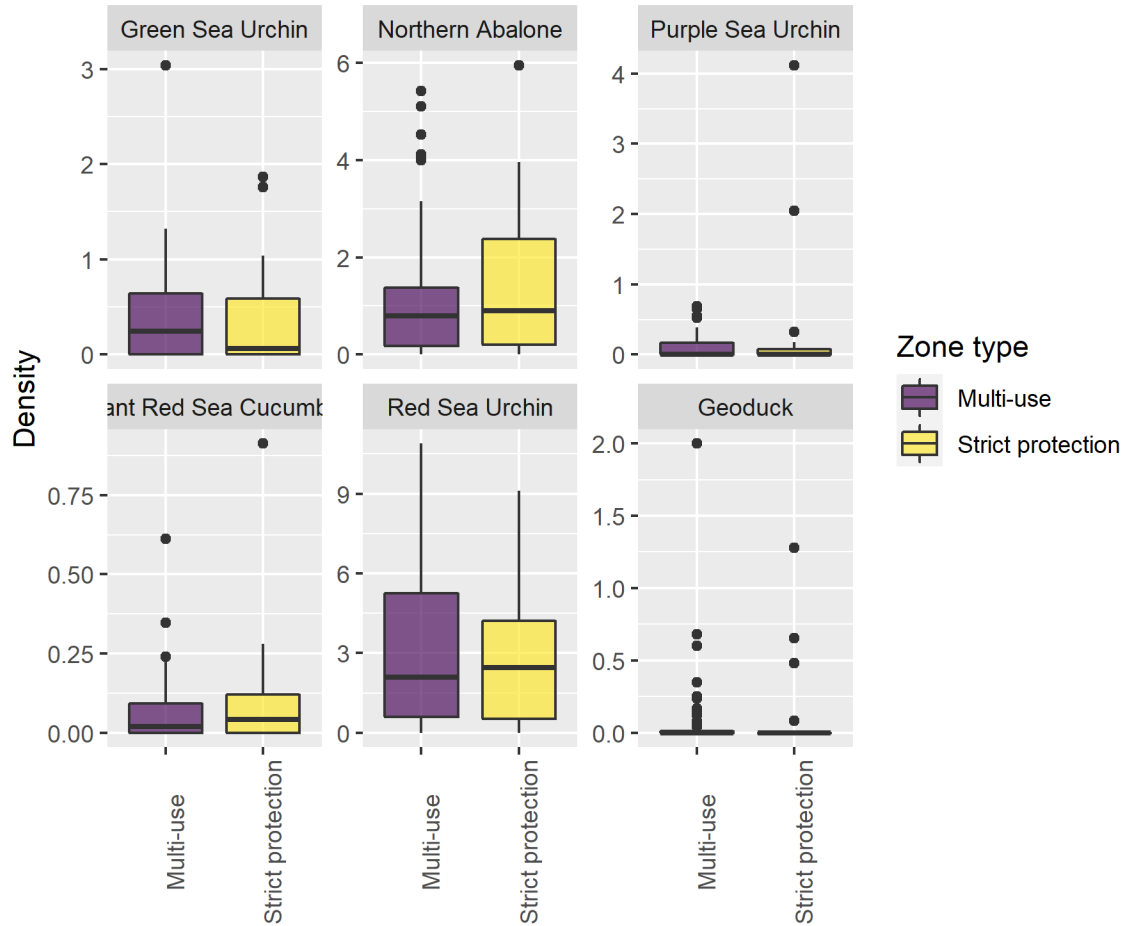 Green Sea Urchin
Northern Abalone
Purple Sea Urchin
3
2
1
0
6
4
2
0
4
3
2
1
0
Density
ant Red Sea Cucumb
Red Sea Urchin
Geoduck
0.75
0.50
0.25
0.00
9
6
3
0
2.0
1.5
1.0
0.5
0.0
Multi-use
Strict protection
Multi-use
Strict protection
Multi-use
Strict protection
Zone type
Multi-use
Strict protection